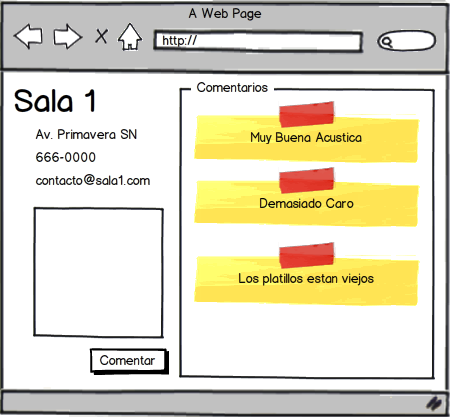 A Web Page
http://
Sala 1
Av. Primavera SN
666-0000
contacto@sala1.com
Comentar
Comentarios
Muy Buena Acustica
Demasiado Caro
Los platillos estan viejos